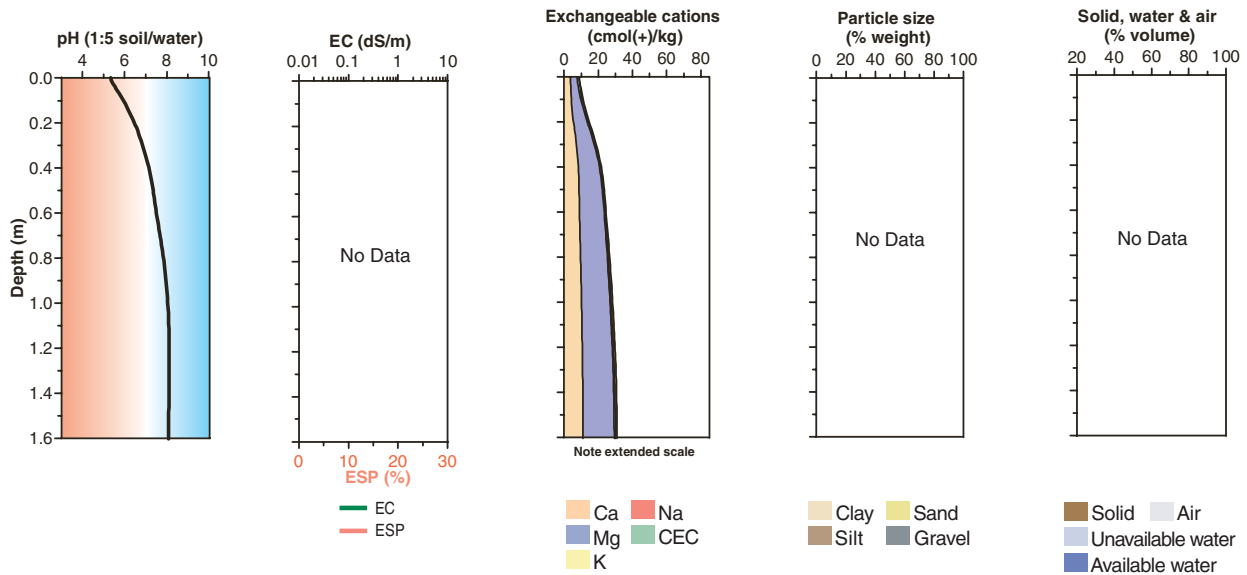 pH (1:5 soil/water)
4 6 8 10
0.0
0.2
0.4
0.6
0.8
1.0
1.2
1.4
1.6
Depth (m)
EC (dS/m)
0.01 0.1 1 10
No Data
0 10 20 30
ESP (%)
EC
ESP
Exchangeable cations
(cmol(+)/kg)
0 20 40 60 80
Note extended scale
Ca Na
Mg CEC
K
Particle size
(% weight)
0 20 40 60 80 100
No Data
Clay Sand
Silt Gravel
Solid, water & air
(% volume)
20 40 60 80 100
No Data
Solid Air
Unavailable water
Available water